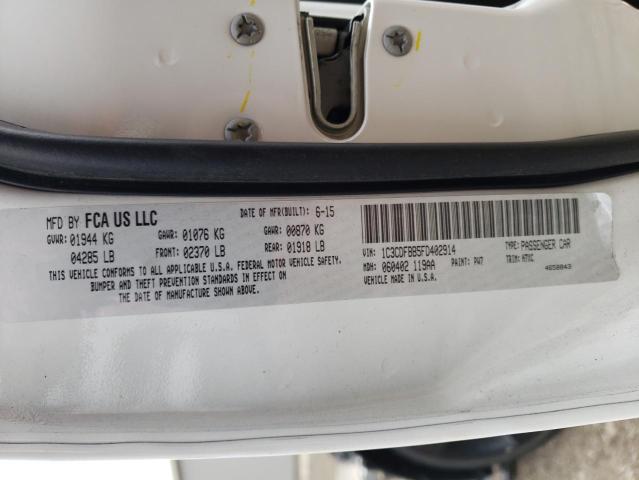 MFD BY FCA US LLC DATE OF MFR(BUILT): 6-15
GVWR: 01944 KG GAWR: 01076 KG GAWR: 00870 KG
04285 LB FRONT: 02370 LB REAR: 01918 LB
THIS VEHICLE CONFORMS TO ALL APPLICABLE U.S.A. FEDERAL MOTOR VEHICLE SAFETY,
BUMPER AND THEFT PREVENTION STANDARDS IN EFFECT ON
THE DATE OF MANUFACTURE SHOWN ABOVE.
VIN: 1C3CDFBB5FD402914 TYPE: PASSENGER CAR
MDH: 060402 119AA PAINT: PW7 TRIM: H7XC
VEHICLE MADE IN U.S.A. 4658843